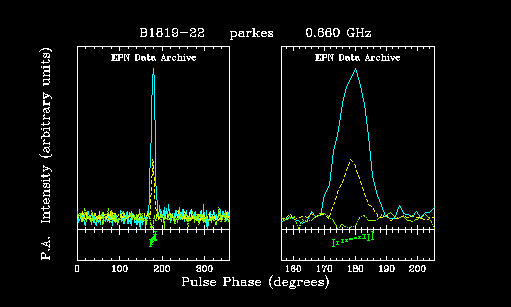 B1819-22 parkes 0.660 GHz
EPN Data Archive EPN Data Archive
P.A. Intensity (arbitrary units)
0 100 200 300 160 170 180 190 200
Pulse Phase (degrees)